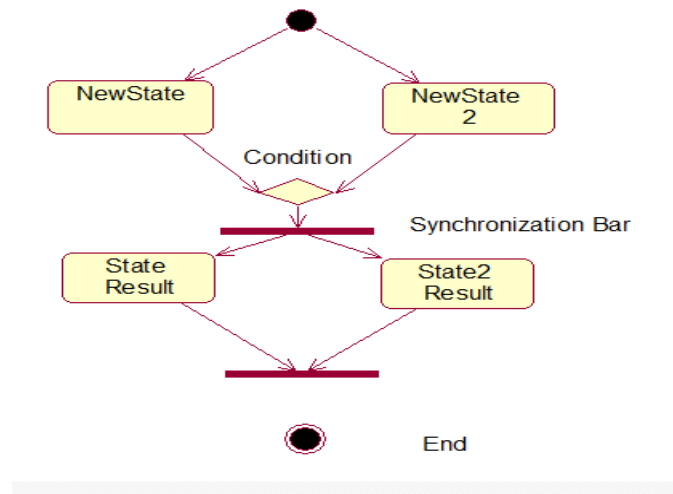 NewState
NewState
2
Condition
Synchronization Bar
State
Result
State2
Result
End